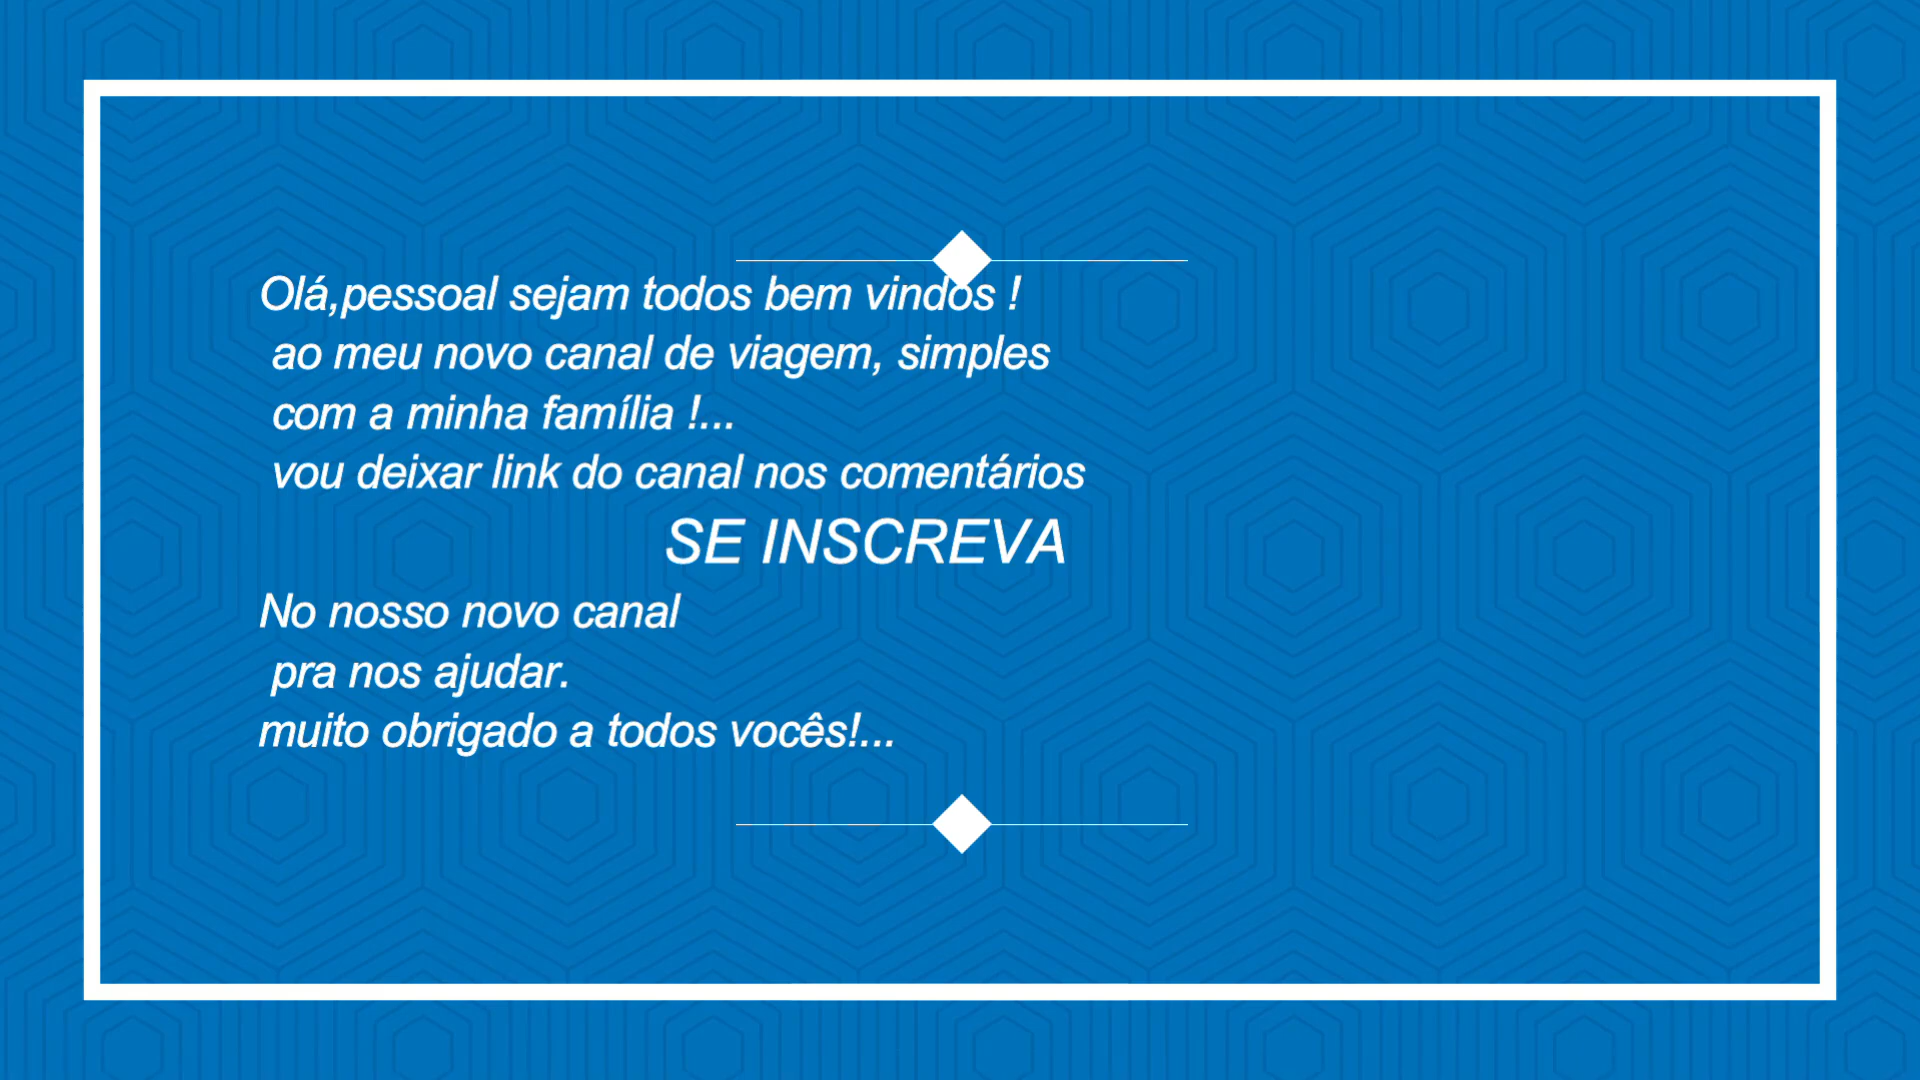 Olá,pessoal sejam todos bem vindos !
ao meu novo canal de viagem, simples
com a minha família !...
vou deixar link do canal nos comentários
SE INSCREVA
No nosso novo canal
pra nos ajudar.
muito obrigado a todos vocês!...